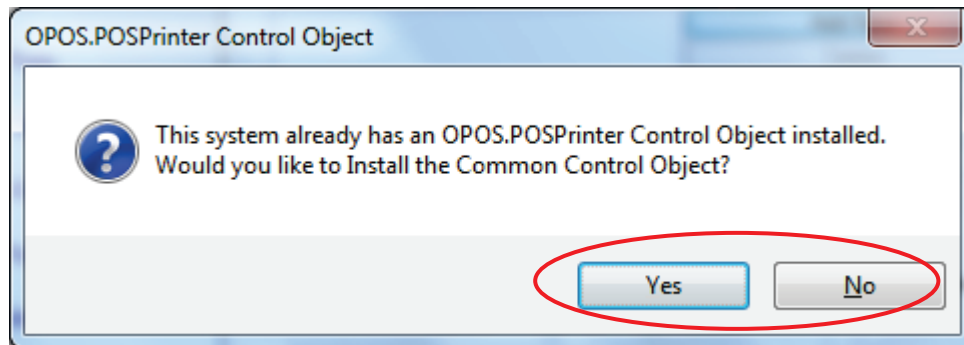 OPOS.POSPrinter Control Object
This system already has an OPOS.POSPrinter Control Object installed.
Would you like to Install the Common Control Object?
Yes
No